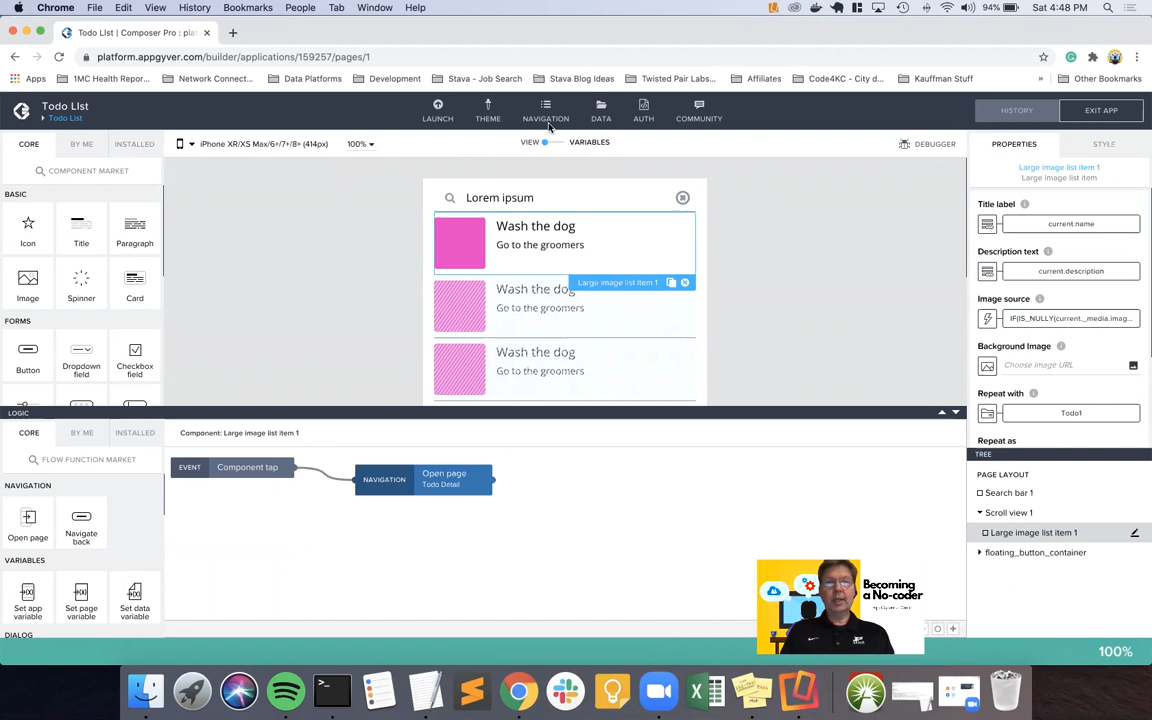 Chrome File Edit View History Bookmarks People Tab Window Help 94% Sat 4:48 PM
Todo LIst | Composer Pro : pla
platform.appgyver.com/builder/applications/159257/pages/1
Apps 1MC Health Repor... Network Connect... Data Platforms Development Stava - Job Search Stava Blog Ideas Twisted Pair Labs... Affiliates Code4KC - City d... Kauffman Stuff » Other Bookmarks
Todo LIst
Todo List
LAUNCH THEME NAVIGATION DATA AUTH COMMUNITY HISTORY EXIT APP
CORE BY ME INSTALLED iPhone XR/XS Max/6+/7+/8+ (414px) 100% VIEW VARIABLES DEBUGGER PROPERTIES STYLE
COMPONENT MARKET
Large image list item 1
Large image list item
BASIC
Icon Title Paragraph
Image Spinner Card
FORMS
Button Dropdown field Checkbox field
Lorem ipsum
Wash the dog
Go to the groomers
Large image list item 1
Wash the dog
Go to the groomers
Wash the dog
Go to the groomers
Title label
current.name
Description text
current.description
Image source
IF(IS_NULLY(current._media.imag...
Background Image
Choose image URL
Repeat with
Todo1
Repeat as
LOGIC
CORE BY ME INSTALLED Component: Large image list item 1
FLOW FUNCTION MARKET
NAVIGATION
Open page Navigate back
VARIABLES
Set app variable Set page variable Set data variable
DIALOG
EVENT Component tap
NAVIGATION Open page
Todo Detail
TREE
PAGE LAYOUT
Search bar 1
Scroll view 1
Large image list item 1
floating_button_container
Becoming
a No-coder
100%